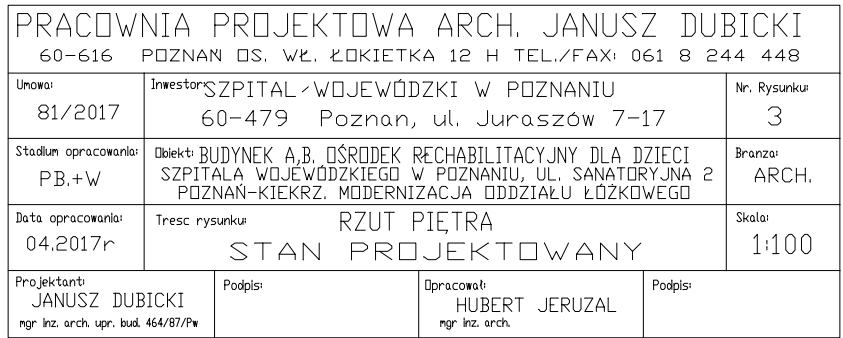 PRACOWNIA PROJEKTOWA ARCH. JANUSZ DUBICKI
60-616 POZNAŃ OS. WŁ. ŁOKIETKA 12 H TEL./FAX: 061 8 244 448
Umowa:
81/2017
Inwestor: SZPITAL WOJEWÓDZKI W POZNANIU
60-479 Poznan, ul. Juraszów 7-17
Nr. Rysunku:
3
Stadium opracowania:
PB.+W
Obiekt: BUDYNEK A,B. OŚRODEK REHABILITACYJNY DLA DZIECI
SZPITALA WOJEWÓDZKIEGO W POZNANIU, UL. SANATORYJNA 2
POZNAŃ-KIEKRZ. MODERNIZACJA ODDZIAŁU ŁÓŻKOWEGO
Branza:
ARCH.
Data opracowania:
04.2017r
Tresc rysunku: RZUT PIĘTRA
STAN PROJEKTOWANY
Skala:
1:100
Projektant:
JANUSZ DUBICKI
mgr inz. arch. upr. bud. 464/87/Pw
Podpis:
Opracował:
HUBERT JERUZAL
mgr inz. arch.
Podpis: